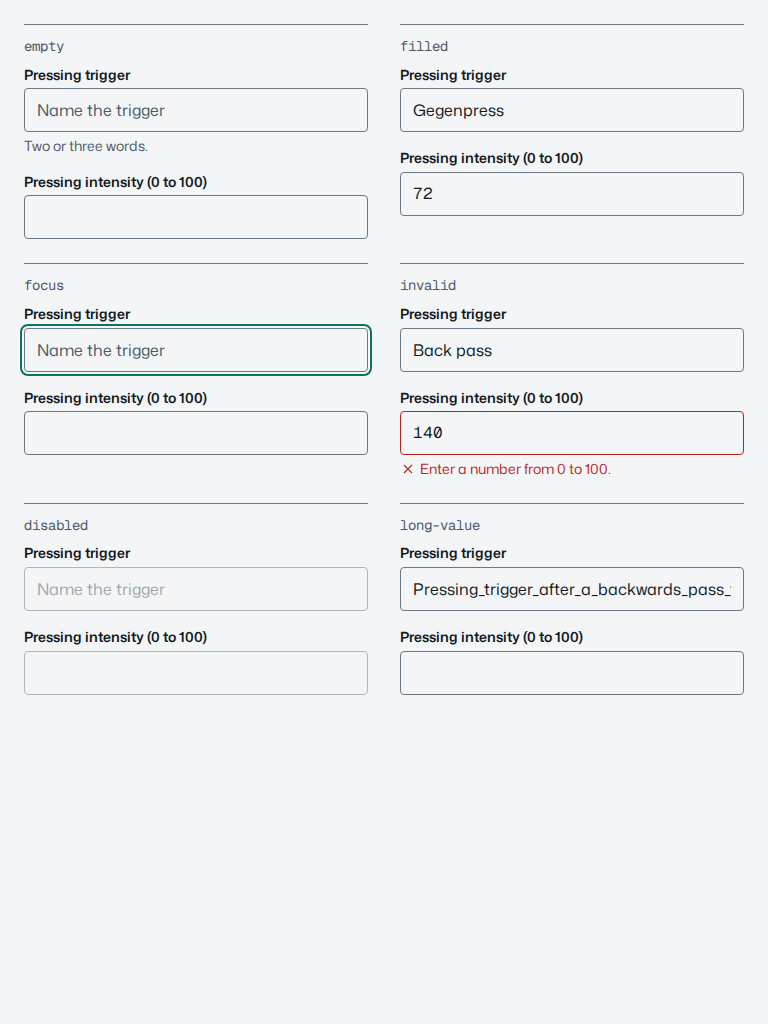 empty
Pressing trigger
Name the trigger
Two or three words.
Pressing intensity (0 to 100)
filled
Pressing trigger
Gegenpress
Pressing intensity (0 to 100)
72
focus
Pressing trigger
Name the trigger
Pressing intensity (0 to 100)
invalid
Pressing trigger
Back pass
Pressing intensity (0 to 100)
140
Enter a number from 0 to 100.
disabled
Pressing trigger
Name the trigger
Pressing intensity (0 to 100)
long-value
Pressing trigger
Pressing_trigger_after_a_backwards_pass_
Pressing intensity (0 to 100)